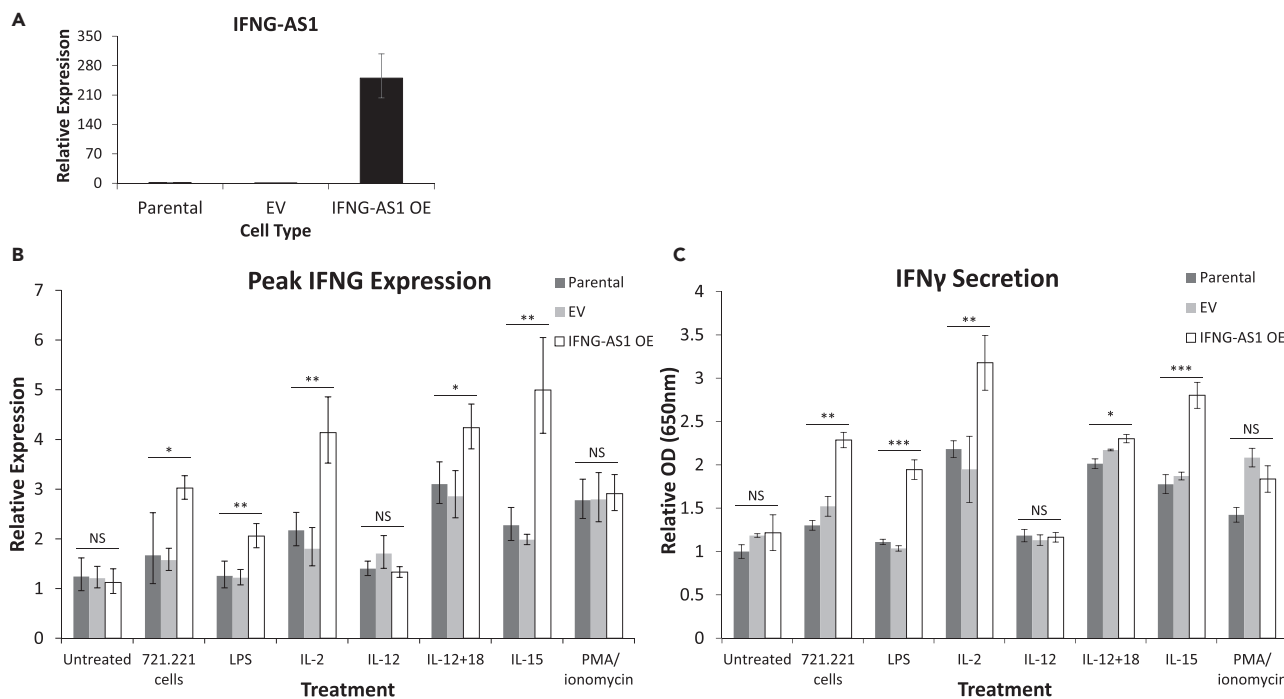 A
IFNG-AS1
Relative Expresison
350
280
210
140
70
0
Parental
EV
IFNG-AS1 OE
Cell Type
B
Peak IFNG Expression
Parental
EV
IFNG-AS1 OE
Relative Expression
7
6
5
4
3
2
1
0
NS
*
**
**
NS
*
**
NS
Untreated
721.221
cells
LPS
IL-2
IL-12
IL-12+18
IL-15
PMA/
ionomycin
Treatment
C
IFNγ Secretion
Parental
EV
IFNG-AS1 OE
Relative OD (650nm)
4
3.5
3
2.5
2
1.5
1
0.5
0
NS
**
***
**
NS
*
***
NS
Untreated
721.221
cells
LPS
IL-2
IL-12
IL-12+18
IL-15
PMA/
ionomycin
Treatment